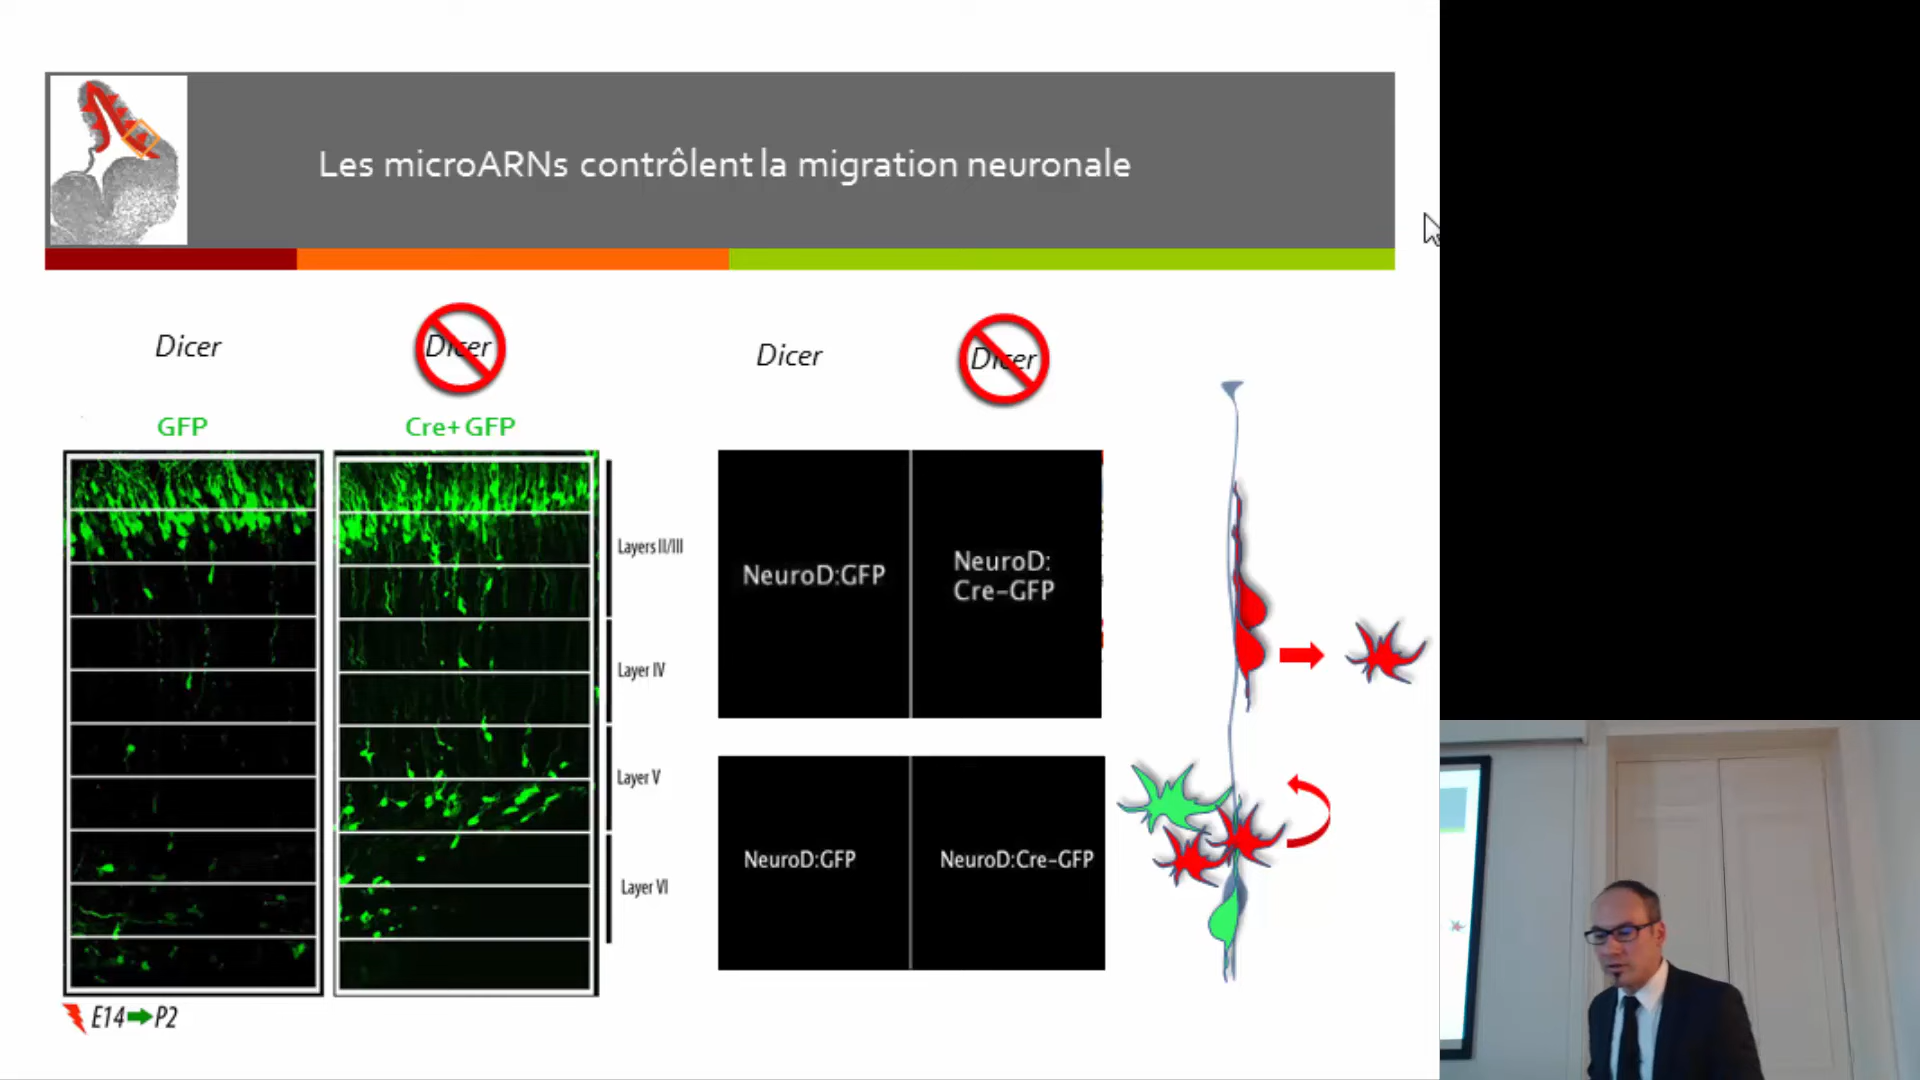 Les microARNs contrôlent la migration neuronale
Dicer
Dicer
Dicer
Dicer
GFP
Cre+ GFP
Layers II/III
Layer IV
Layer V
Layer VI
NeuroD:GFP
NeuroD:
Cre-GFP
NeuroD:GFP
NeuroD:Cre-GFP
E14
P2